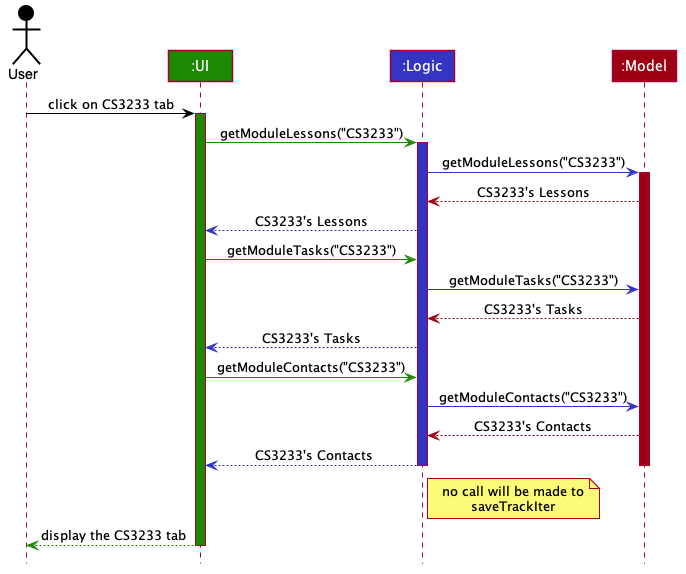 User
:UI
:Logic
:Model
click on CS3233 tab
getModuleLessons("CS3233")
getModuleLessons("CS3233")
CS3233's Lessons
CS3233's Lessons
getModuleTasks("CS3233")
getModuleTasks("CS3233")
CS3233's Tasks
CS3233's Tasks
getModuleContacts("CS3233")
getModuleContacts("CS3233")
CS3233's Contacts
CS3233's Contacts
no call will be made to
saveTrackIter
display the CS3233 tab